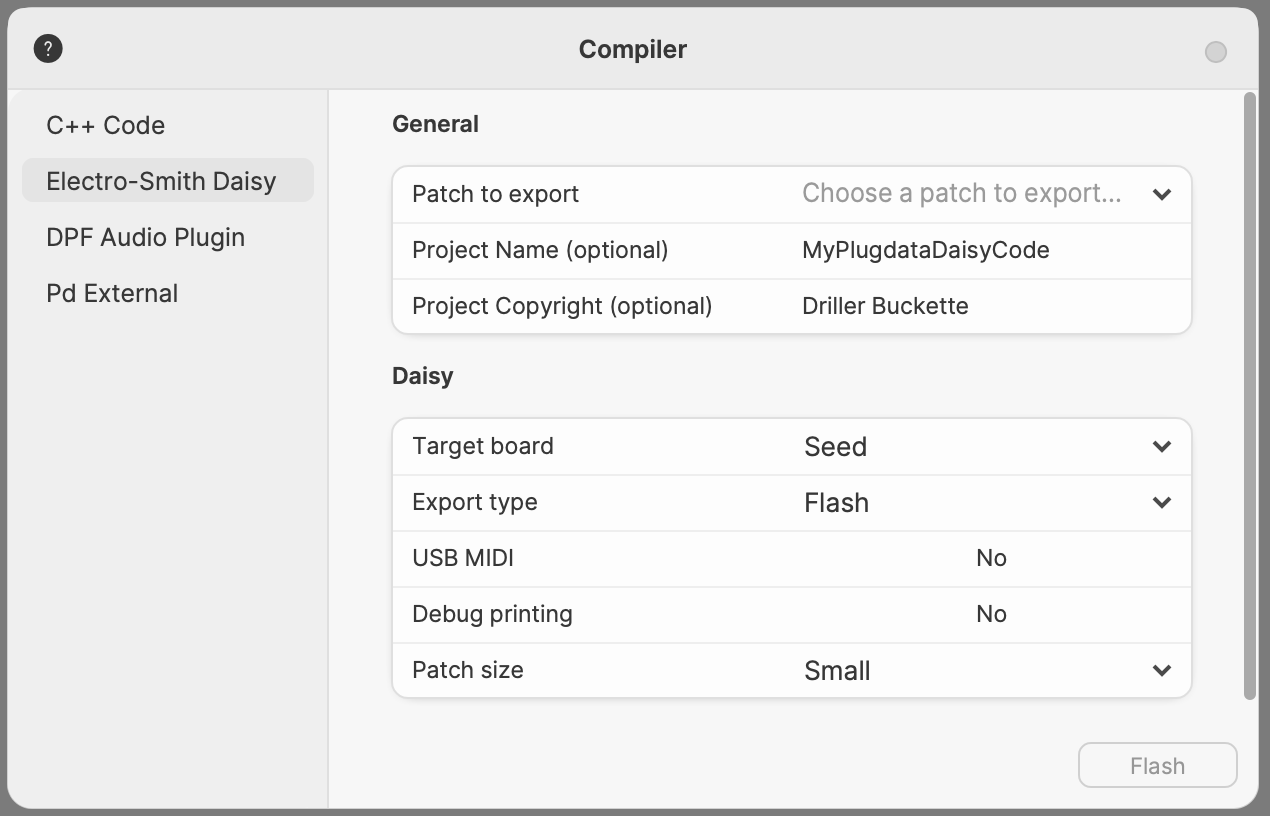 ?
Compiler
C++ Code
Electro-Smith Daisy
DPF Audio Plugin
Pd External
General
Patch to export Choose a patch to export...
Project Name (optional) MyPlugdataDaisyCode
Project Copyright (optional) Driller Buckette
Daisy
Target board Seed
Export type Flash
USB MIDI No
Debug printing No
Patch size Small
Flash